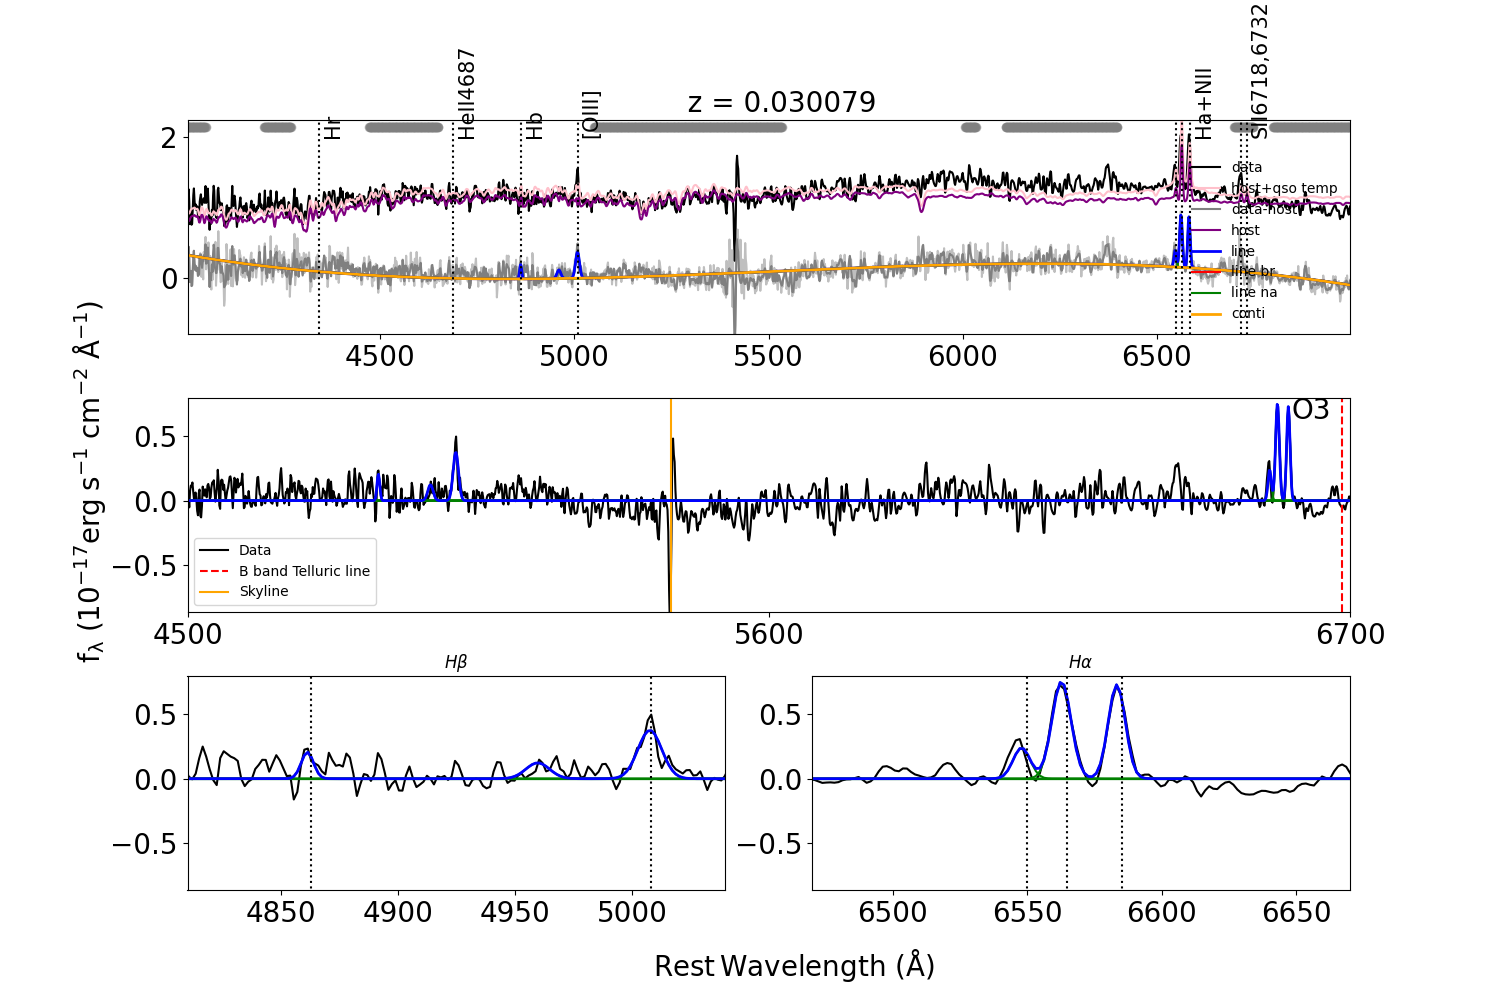 z = 0.030079
Hr
HeII4687
Hb
[OIII]
Ha+NII
SII6718,6732
2
0
data
host+qso temp
data-host
host
line
line br
line na
conti
4500 5000 5500 6000 6500
f_λ (10^−17 erg s^−1 cm^−2 Å^−1)
0.5
0.0
−0.5
O3
Data
B band Telluric line
Skyline
4500 5600 6700
Hβ
0.5
0.0
−0.5
4850 4900 4950 5000
Hα
0.5
0.0
−0.5
6500 6550 6600 6650
Rest Wavelength (Å)